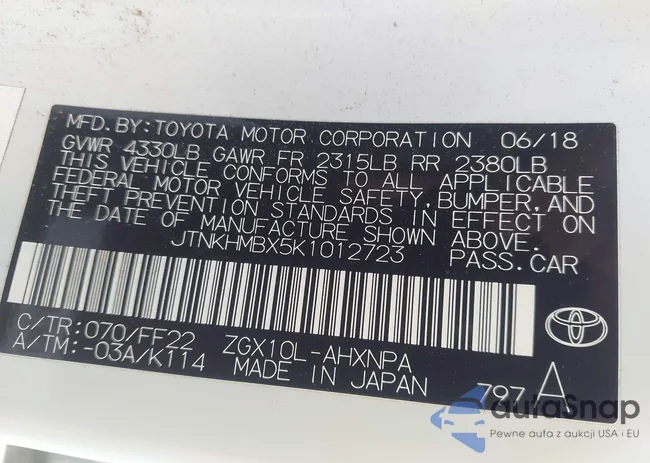 MFD.BY:TOYOTA MOTOR CORPORATION 06/18
GVWR 4330LB GAWR FR 2315LB RR 2380LB
THIS VEHICLE CONFORMS TO ALL APPLICABLE
FEDERAL MOTOR VEHICLE SAFETY,BUMPER,AND
THEFT PREVENTION STANDARDS IN EFFECT ON
THE DATE OF MANUFACTURE SHOWN ABOVE.
JTNKHMBX5K1012723 PASS.CAR
C/TR:070/FF22 ZGX10L-AHXNPA
A/TM:-03A/K114 MADE IN JAPAN 797 A
autoSnap
Pewne auta z aukcji USA i EU